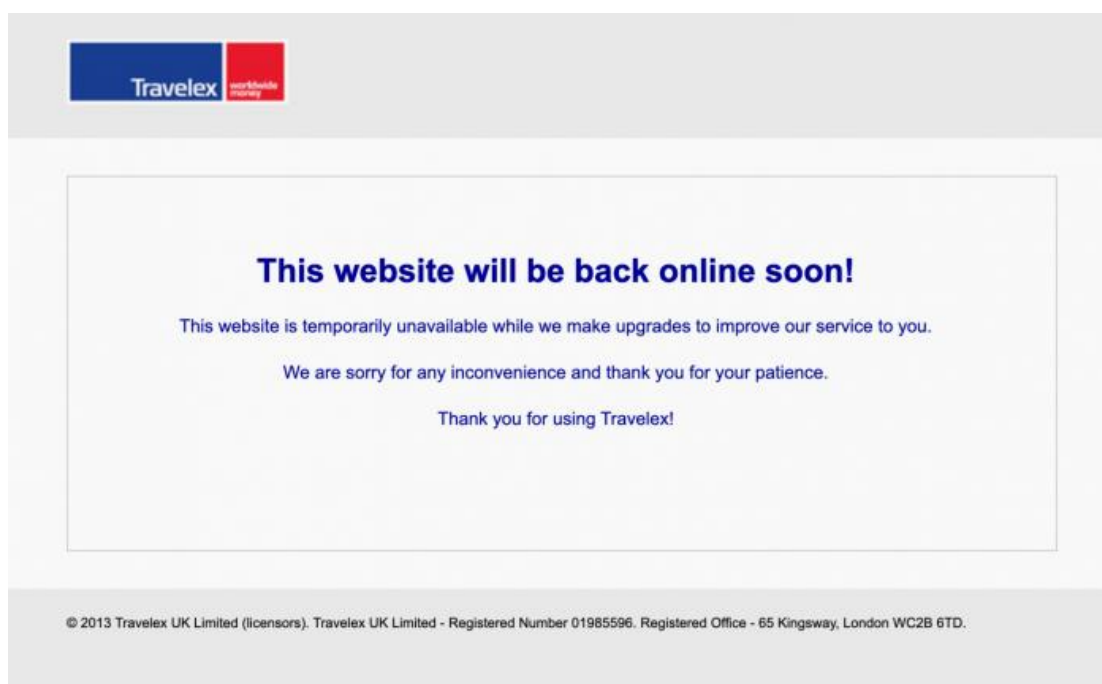 Travelex
worldwide
money
This website will be back online soon!
This website is temporarily unavailable while we make upgrades to improve our service to you.
We are sorry for any inconvenience and thank you for your patience.
Thank you for using Travelex!
© 2013 Travelex UK Limited (licensors). Travelex UK Limited - Registered Number 01985596. Registered Office - 65 Kingsway, London WC2B 6TD.